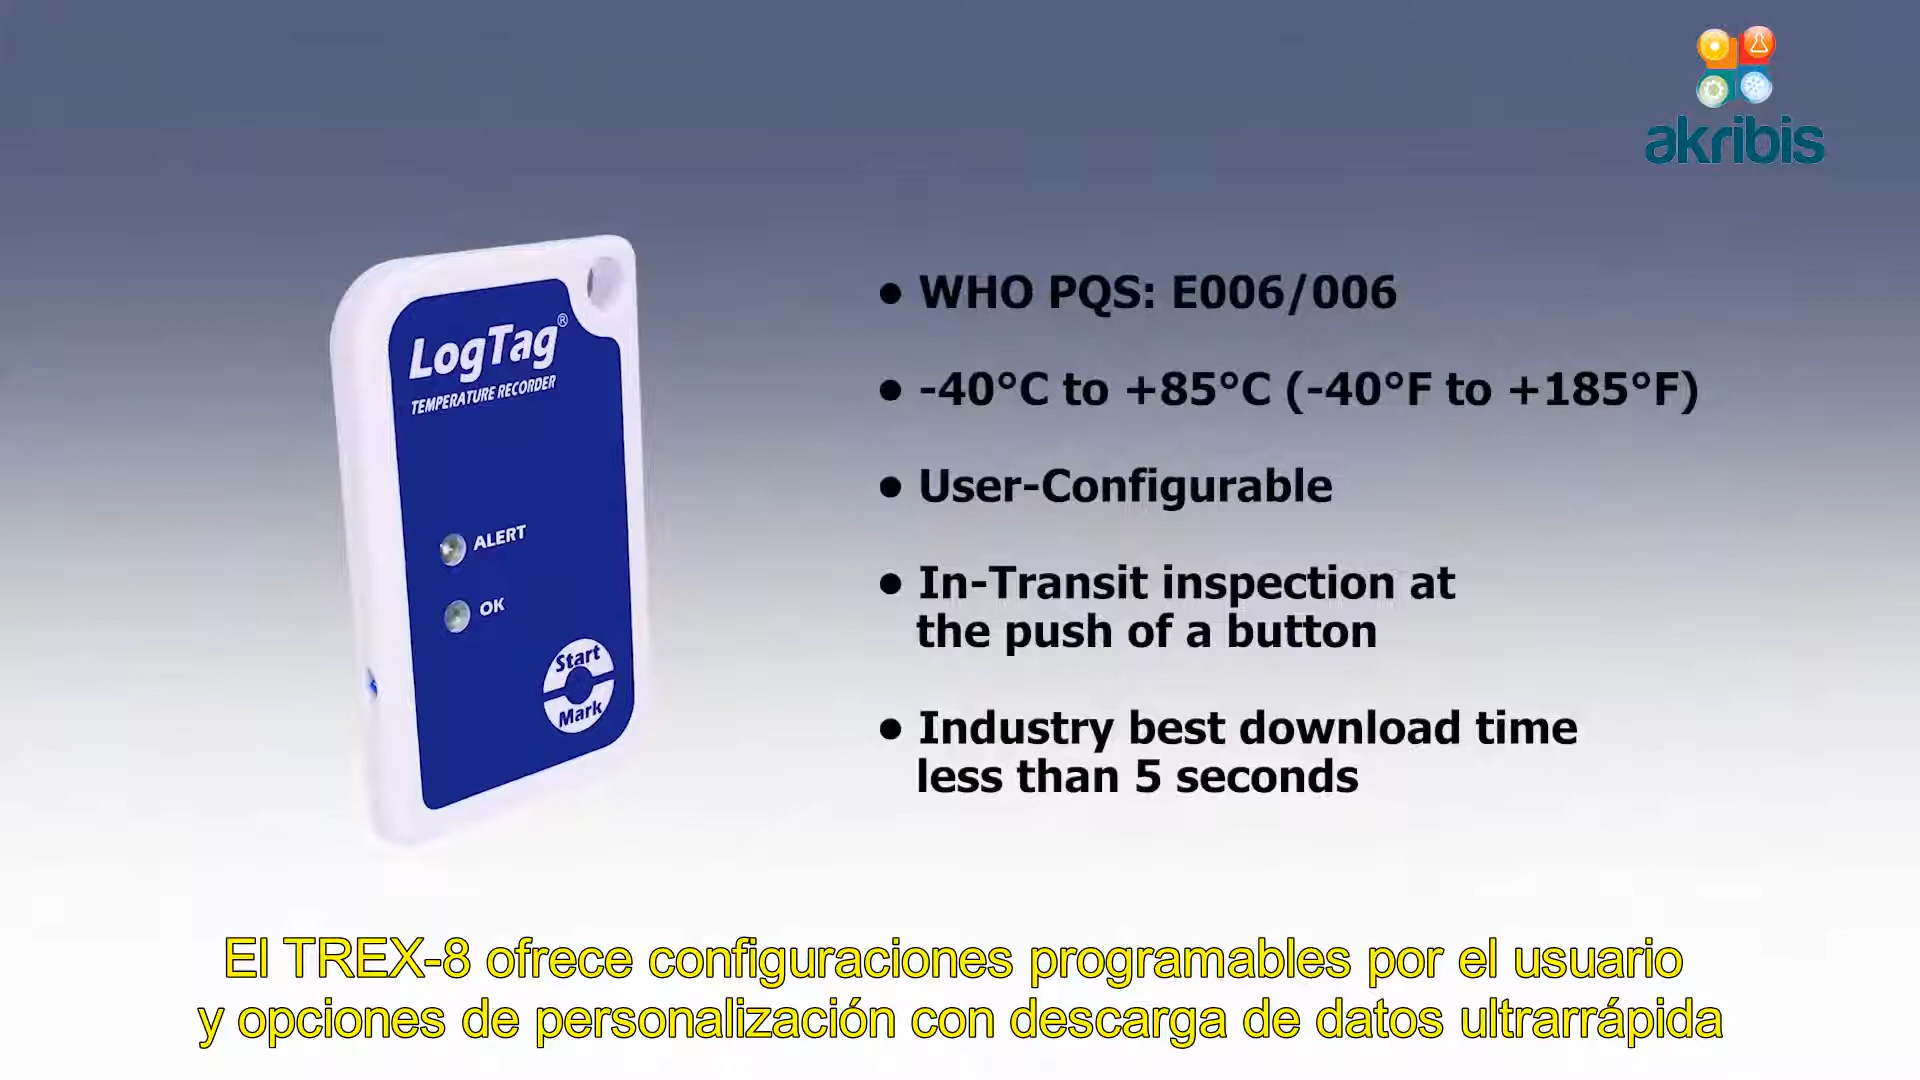 akribis
LogTag®
TEMPERATURE RECORDER
ALERT
OK
Start
Mark
• WHO PQS: E006/006
• -40°C to +85°C (-40°F to +185°F)
• User-Configurable
• In-Transit inspection at
the push of a button
• Industry best download time
less than 5 seconds
El TREX-8 ofrece configuraciones programables por el usuario
y opciones de personalización con descarga de datos ultrarrápida